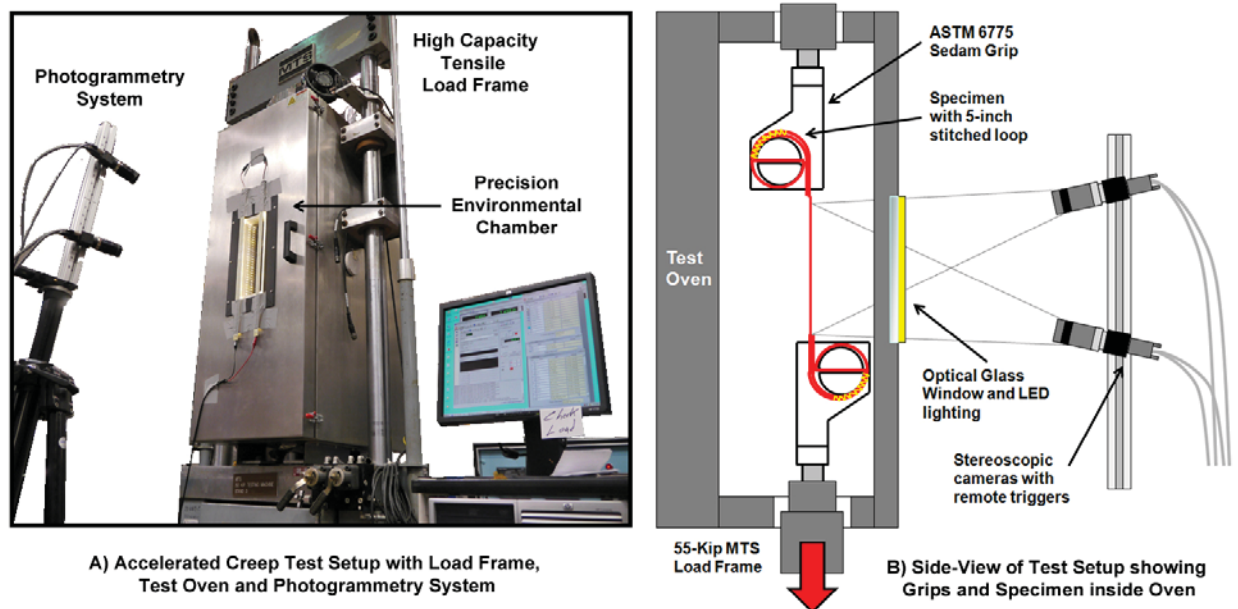 Photogrammetry
System
High Capacity
Tensile
Load Frame
MTS
Precision
Environmental
Chamber
Check
Load
A) Accelerated Creep Test Setup with Load Frame,
Test Oven and Photogrammetry System
ASTM 6775
Sedam Grip
Specimen
with 5-inch
stitched loop
Test
Oven
Optical Glass
Window and LED
lighting
Stereoscopic
cameras with
remote triggers
55-Kip MTS
Load Frame
B) Side-View of Test Setup showing
Grips and Specimen inside Oven